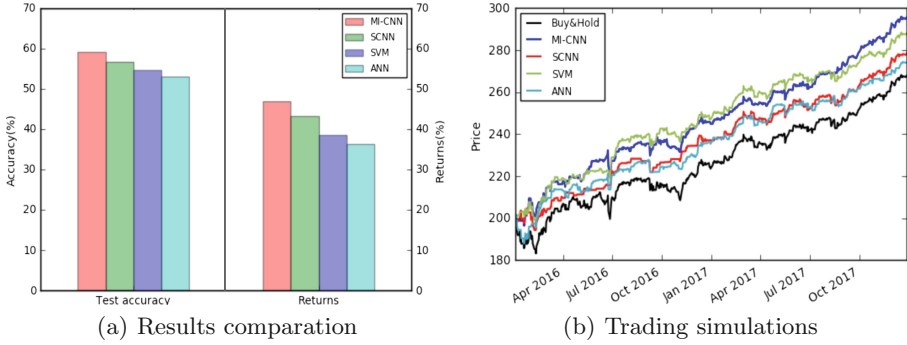 70
60
50
40
30
20
10
0
Accuracy(%)
MI-CNN
SCNN
SVM
ANN
70
60
50
40
30
20
10
0
Returns(%)
Test accuracy
Returns
(a) Results comparation
300
280
260
240
220
200
180
Price
Buy&Hold
MI-CNN
SCNN
SVM
ANN
Apr 2016
Jul 2016
Oct 2016
Jan 2017
Apr 2017
Jul 2017
Oct 2017
(b) Trading simulations